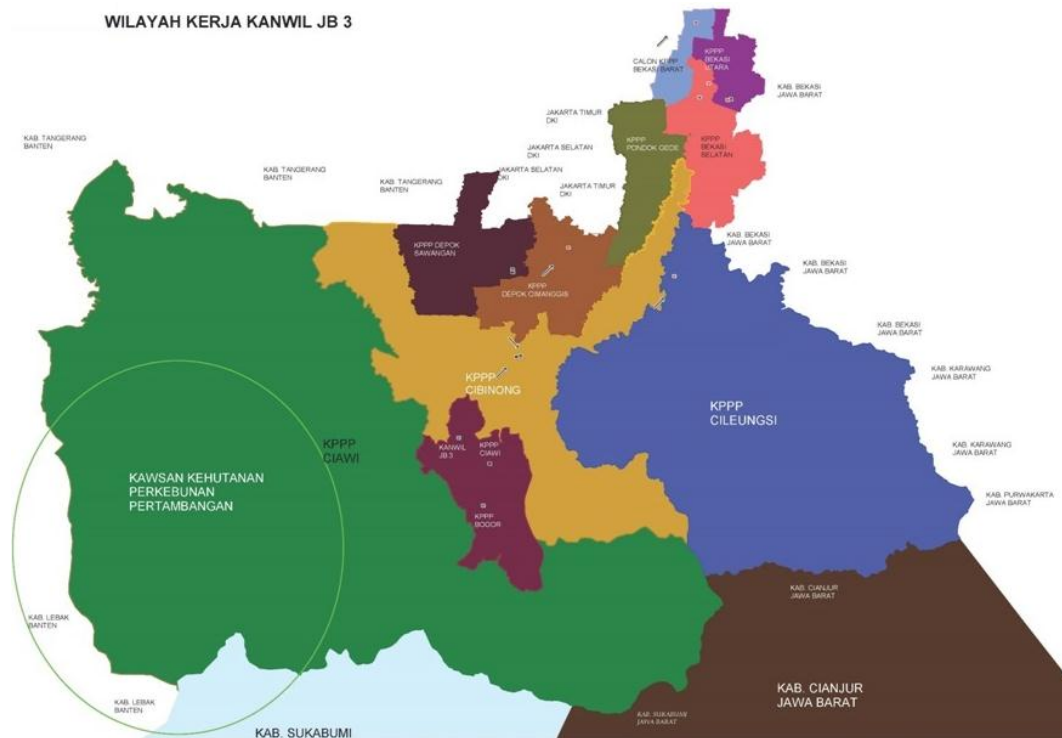 WILAYAH KERJA KANWIL JB 3
CALON KPPP
BEKASI BARAT
KPPP
BEKASI
UTARA
KAB. BEKASI
JAWA BARAT
JAKARTA TIMUR
DKI
KAB. TANGERANG
BANTEN
KPPP
PONDOK GEDE
KPPP
BEKASI
SELATAN
JAKARTA SELATAN
DKI
KAB. TANGERANG
BANTEN
JAKARTA SELATAN
DKI
KAB. TANGERANG
BANTEN
JAKARTA TIMUR
DKI
KAB. BEKASI
JAWA BARAT
KPPP DEPOK
SAWANGAN
KAB. BEKASI
JAWA BARAT
KPPP
DEPOK CIMANGGIS
KAB. BEKASI
JAWA BARAT
KAB. KARAWANG
JAWA BARAT
KPPP
CIBINONG
KPPP
CILEUNGSI
KPPP
CIAWI
KANWIL
JB 3
KPPP
CIAWI
KAB. KARAWANG
JAWA BARAT
KAWSAN KEHUTANAN
PERKEBUNAN
PERTAMBANGAN
KAB. PURWAKARTA
JAWA BARAT
KPPP
BOGOR
KAB. CIANJUR
JAWA BARAT
KAB. LEBAK
BANTEN
KAB. CIANJUR
JAWA BARAT
KAB. LEBAK
BANTEN
KAB. SUKABUMI
JAWA BARAT
KAB. SUKABUMI